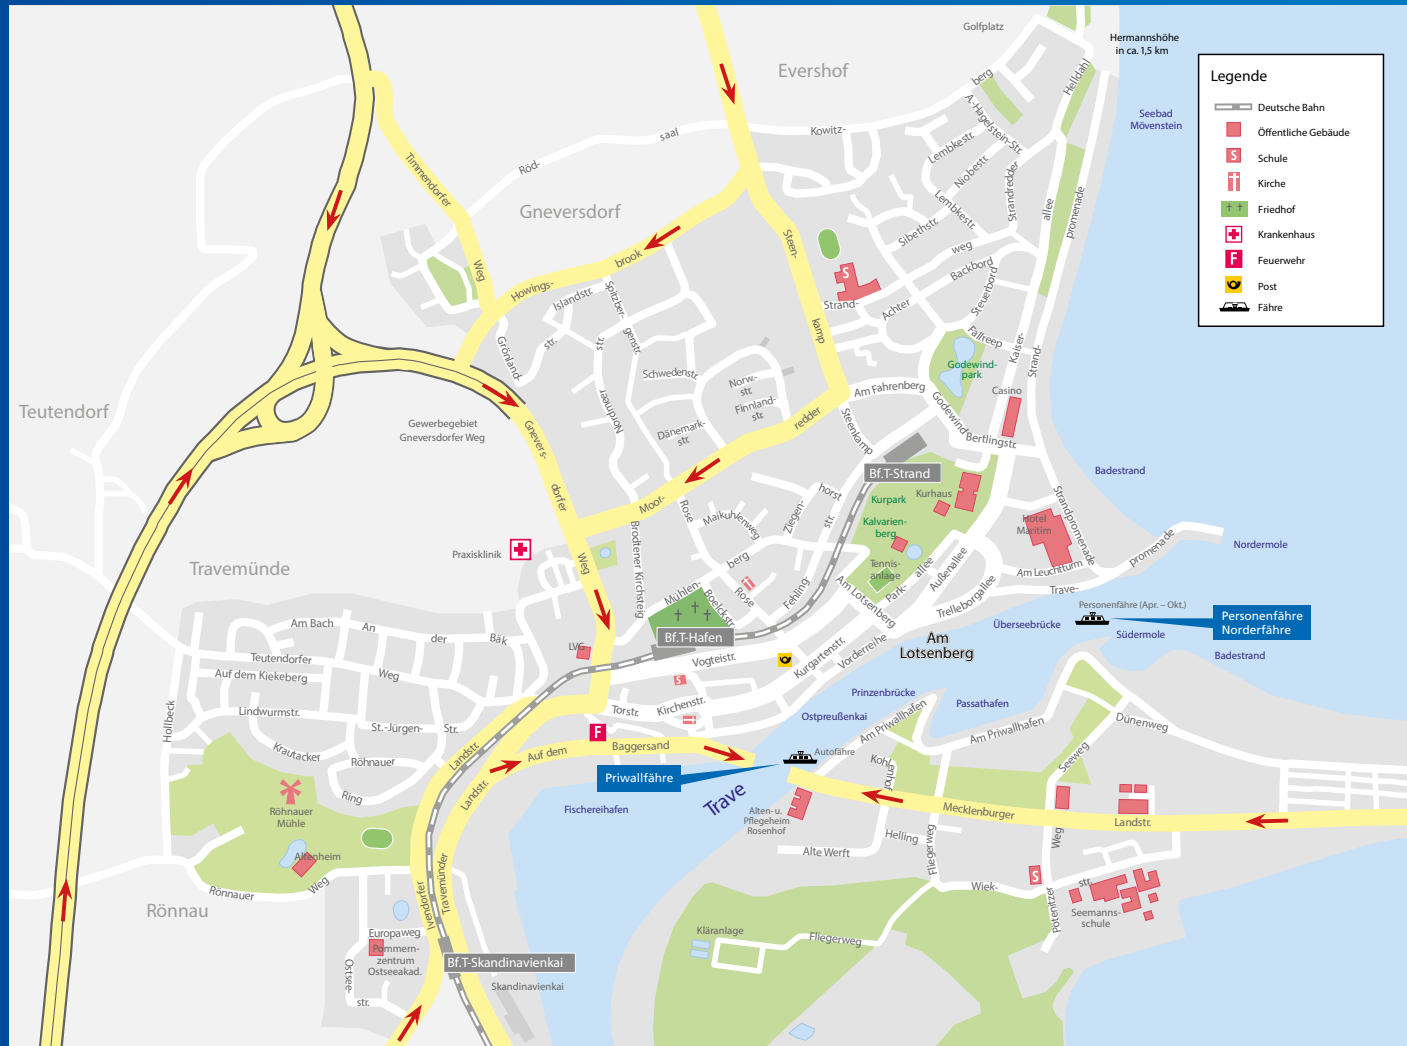 Golfplatz
Hermannshöhe
in ca. 1,5 km
Evershof
Legende
Deutsche Bahn
Öffentliche Gebäude
S
Schule
Kirche
Friedhof
Krankenhaus
F
Feuerwehr
Post
Fähre
Seebad
Mövenstein
berg
Helldahl
A.-Hagelstein-Str.
Kowitz-
saal
Röd-
Lembkestr.
Niobestr.
Strandredder
allee
promenade
Timmendorfer
Weg
Gneversdorf
Lembkestr.
Sibethstr.
weg
Backbord
Steuerbord
Achter
Strand-
S
Steen-
kamp
brook
Howings-
Islandstr.
Spitzber-
genstr.
Fallreep
Kaiser-
Strand-
Grönland-
str.
str.
Nordmeer
Schwedenstr.
Norw.-
str.
Finnland-
str.
Dänemark-
str.
redder
Moor-
Godewind-
park
Casino
Am Fahrenberg
Godewind
Bertlingstr.
Steenkamp
Teutendorf
Gewerbegebiet
Gneversdorfer Weg
Gnevers-
dorfer
Weg
Bf.T-Strand
Badestrand
Kurpark
Kurhaus
Kalvarien-
berg
Tennis-
anlage
Hotel
Maritim
Strandpromenade
Nordermole
promenade
Am Leuchtturm
Trave-
Praxisklinik
Brodtener Kirchsteig
Rose
Maikuhlenweg
Ziegen-
horst
str.
berg
Mühlen-
Boelckstr.
Rose
Fehling-
Am Lotsenberg
Park-
allee
Außenallee
Trelleborgallee
Travemünde
Personenfähre (Apr. – Okt.)
Personenfähre
Norderfähre
Überseebrücke
Südermole
Badestrand
Am
Lotsenberg
Bf.T-Hafen
Vogteistr.
Kurgartenstr.
Vorderreihe
LVG
Am Bach
An
der
Bäk
Teutendorfer
Weg
Auf dem Kiekeberg
Lindwurmstr.
St.-Jürgen-
Str.
Hollbeck
Krautacker
Röhnauer
Ring
Landstr.
Landstr.
S
Torstr.
Kirchenstr.
F
Auf dem
Baggersand
Prinzenbrücke
Ostpreußenkai
Passathafen
Am Priwallhafen
Am Priwallhafen
Dünenweg
Seeweg
Autofähre
Kohl
enhof
Priwallfähre
Trave
Fischereihafen
Mecklenburger
Landstr.
Alten- u.
Pflegeheim
Rosenhof
Alte Werft
Helling
Fliegerweg
Weg
Wiek-
str.
S
Potenitzer
Seemanns-
schule
Röhnauer
Mühle
Altenheim
Rönnauer
Weg
Rönnau
Ivendorfer
Travemünder
Europaweg
Pommern-
zentrum
Ostseeakad.
Ostsee-
str.
Bf.T-Skandinavienkai
Skandinavienkai
Kläranlage
Fliegerweg